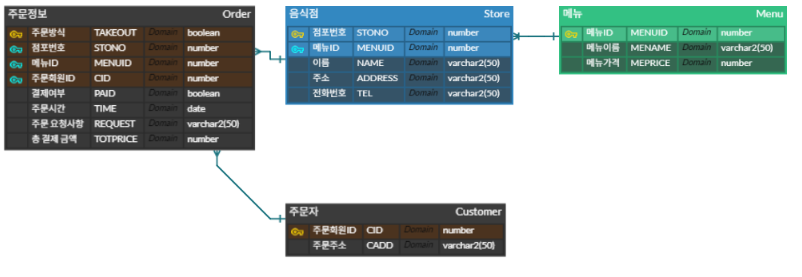 주문정보 Order
주문방식 TAKEOUT Domain boolean
점포번호 STONO Domain number
메뉴ID MENUID Domain number
주문회원ID CID Domain number
결제여부 PAID Domain boolean
주문시간 TIME Domain date
주문 요청사항 REQUEST Domain varchar2(50)
총 결제 금액 TOTPRICE Domain number
음식점 Store
점포번호 STONO Domain number
메뉴ID MENUID Domain number
이름 NAME Domain varchar2(50)
주소 ADDRESS Domain varchar2(50)
전화번호 TEL Domain varchar2(50)
메뉴 Menu
메뉴ID MENUID Domain number
메뉴이름 MENAME Domain varchar2(50)
메뉴가격 MEPRICE Domain number
주문자 Customer
주문회원ID CID Domain number
주문주소 CADD Domain varchar2(50)